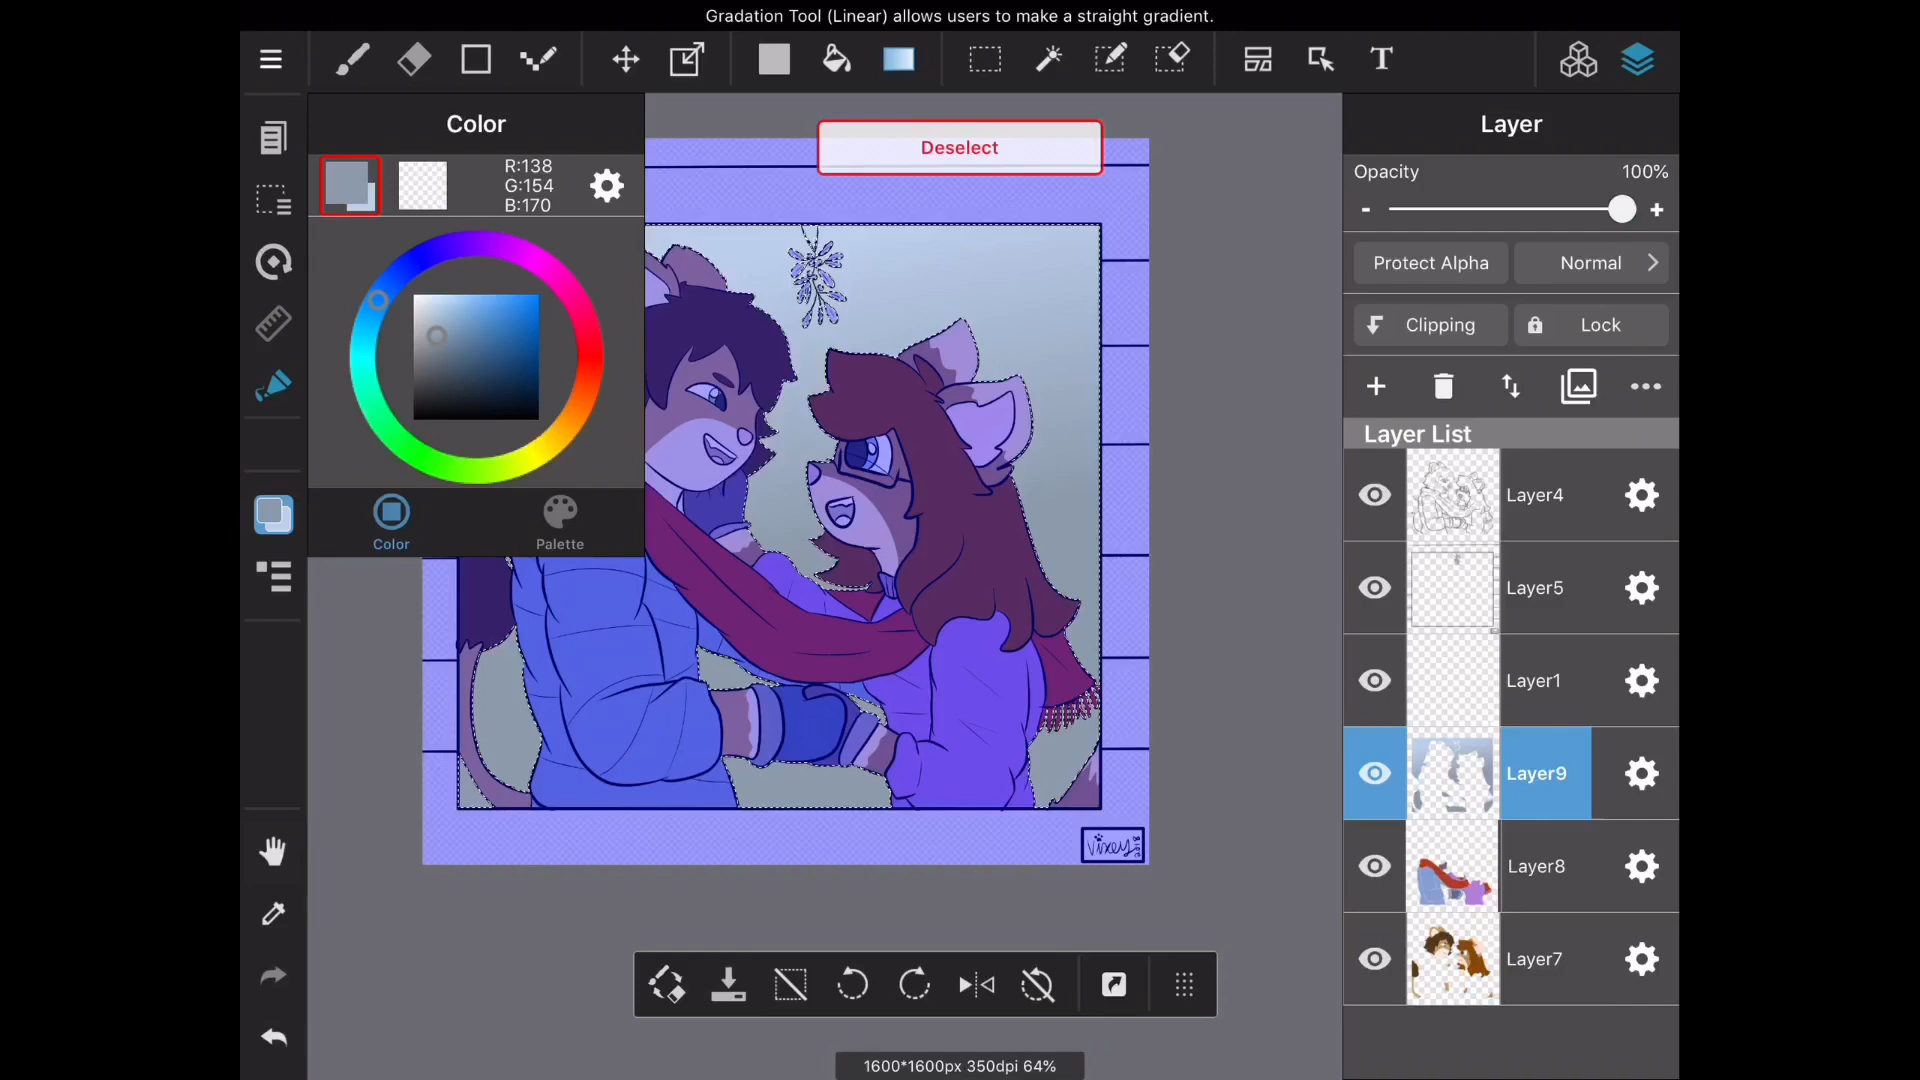 Gradation Tool (Linear) allows users to make a straight gradient.
Color
R:138
G:154
B:170
Color
Palette
Deselect
Vixey
Layer
Opacity
100%
Protect Alpha
Normal
Clipping
Lock
Layer List
Layer4
Layer5
Layer1
Layer9
Layer8
Layer7
1600*1600px 350dpi 64%